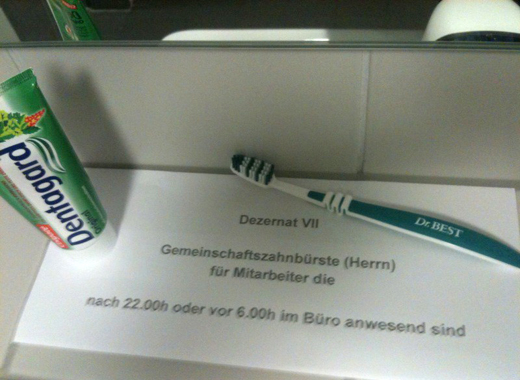 Dentagard
Dr.BEST
Dezernat VII
Gemeinschaftszahnbürste (Herrn)
für Mitarbeiter die
nach 22.00h oder vor 6.00h im Büro anwesend sind